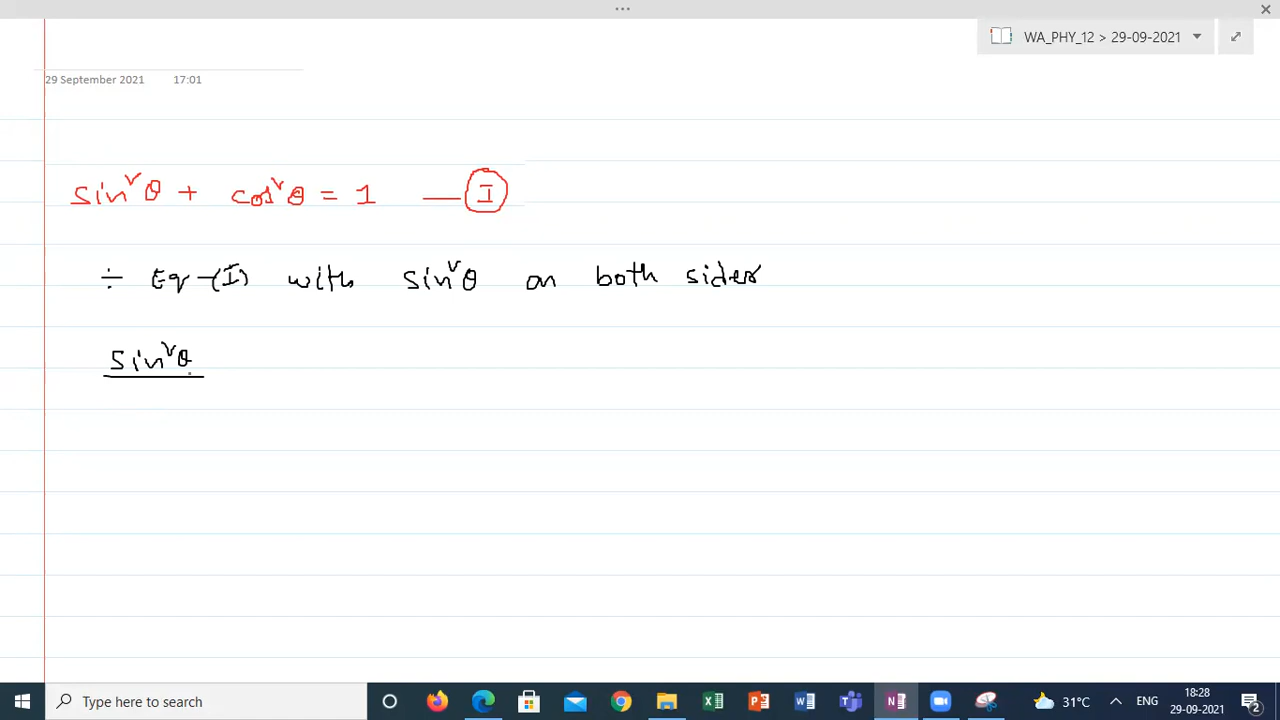 WA_PHY_12 > 29-09-2021
29 September 2021 17:01
sin²θ + cos²θ = 1 — I
÷ Eq-(I) with sin²θ on both sides
sin²θ
Type here to search
31°C
ENG
18:28
29-09-2021
2